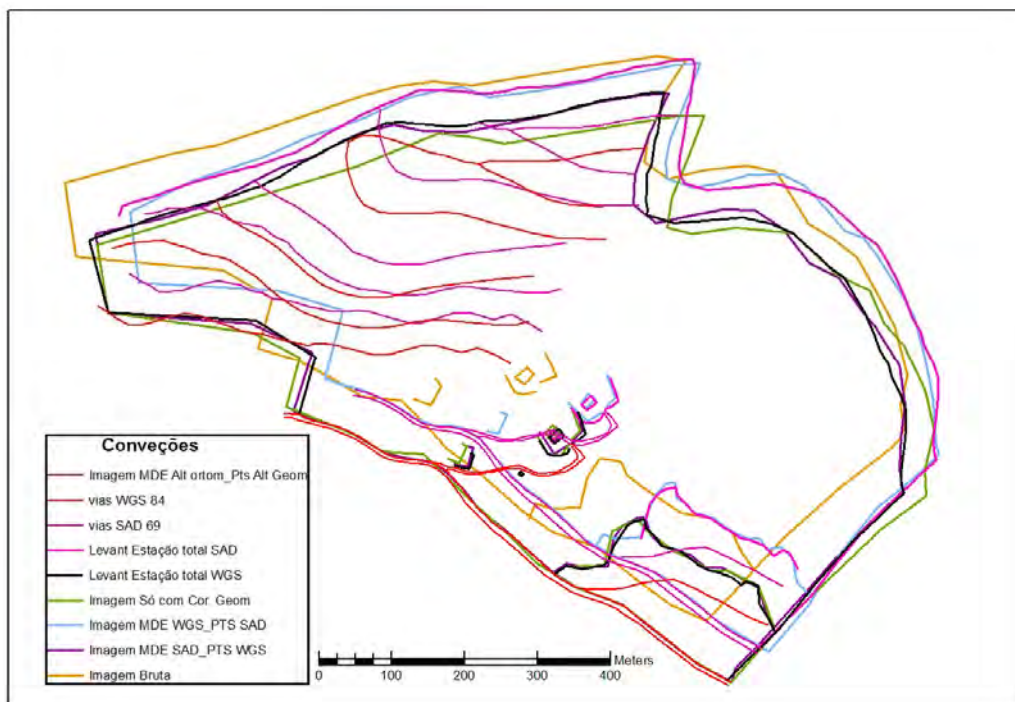 Conveções
Imagem MDE Alt ortom_Pts Alt Geom
vias WGS 84
vias SAD 69
Levant Estação total SAD
Levant Estação total WGS
Imagem Só com Cor. Geom
Imagem MDE WGS_PTS SAD
Imagem MDE SAD_PTS WGS
Imagem Bruta
Meters
0 100 200 400